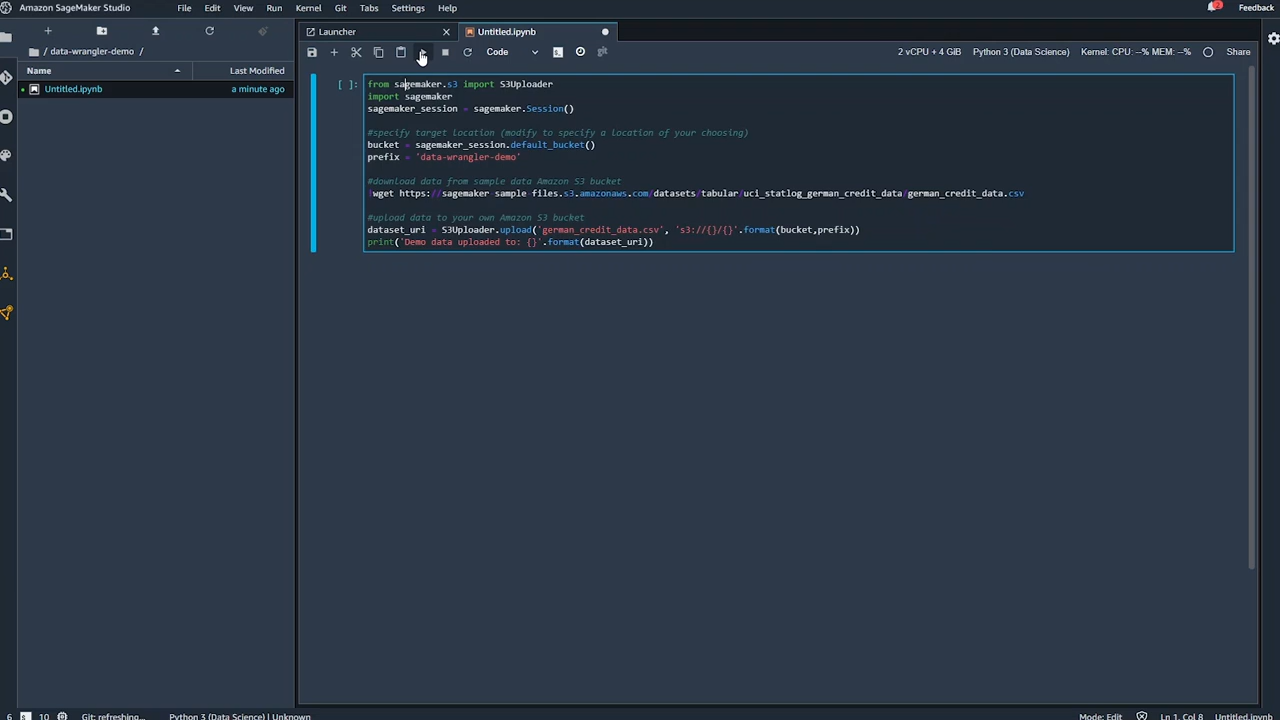 Amazon SageMaker Studio File Edit View Run Kernel Git Tabs Settings Help 2 Feedback
Launcher Untitled.ipynb
/ data-wrangler-demo / Code 2 vCPU + 4 GiB Python 3 (Data Science) Kernel: CPU: –% MEM: –% Share
Name Last Modified
Untitled.ipynb a minute ago
[ ]: from sagemaker.s3 import S3Uploader
import sagemaker
sagemaker_session = sagemaker.Session()
#specify target location (modify to specify a location of your choosing)
bucket = sagemaker_session.default_bucket()
prefix = 'data-wrangler-demo'
#download data from sample data Amazon S3 bucket
!wget https://sagemaker-sample-files.s3.amazonaws.com/datasets/tabular/uci_statlog_german_credit_data/german_credit_data.csv
#upload data to your own Amazon S3 bucket
dataset_uri = S3Uploader.upload('german_credit_data.csv', 's3://{}/{}'.format(bucket,prefix))
print('Demo data uploaded to: {}'.format(dataset_uri))
6 10 Git: refreshing... Python 3 (Data Science) | Unknown Mode: Edit Ln 1, Col 8 Untitled.ipynb